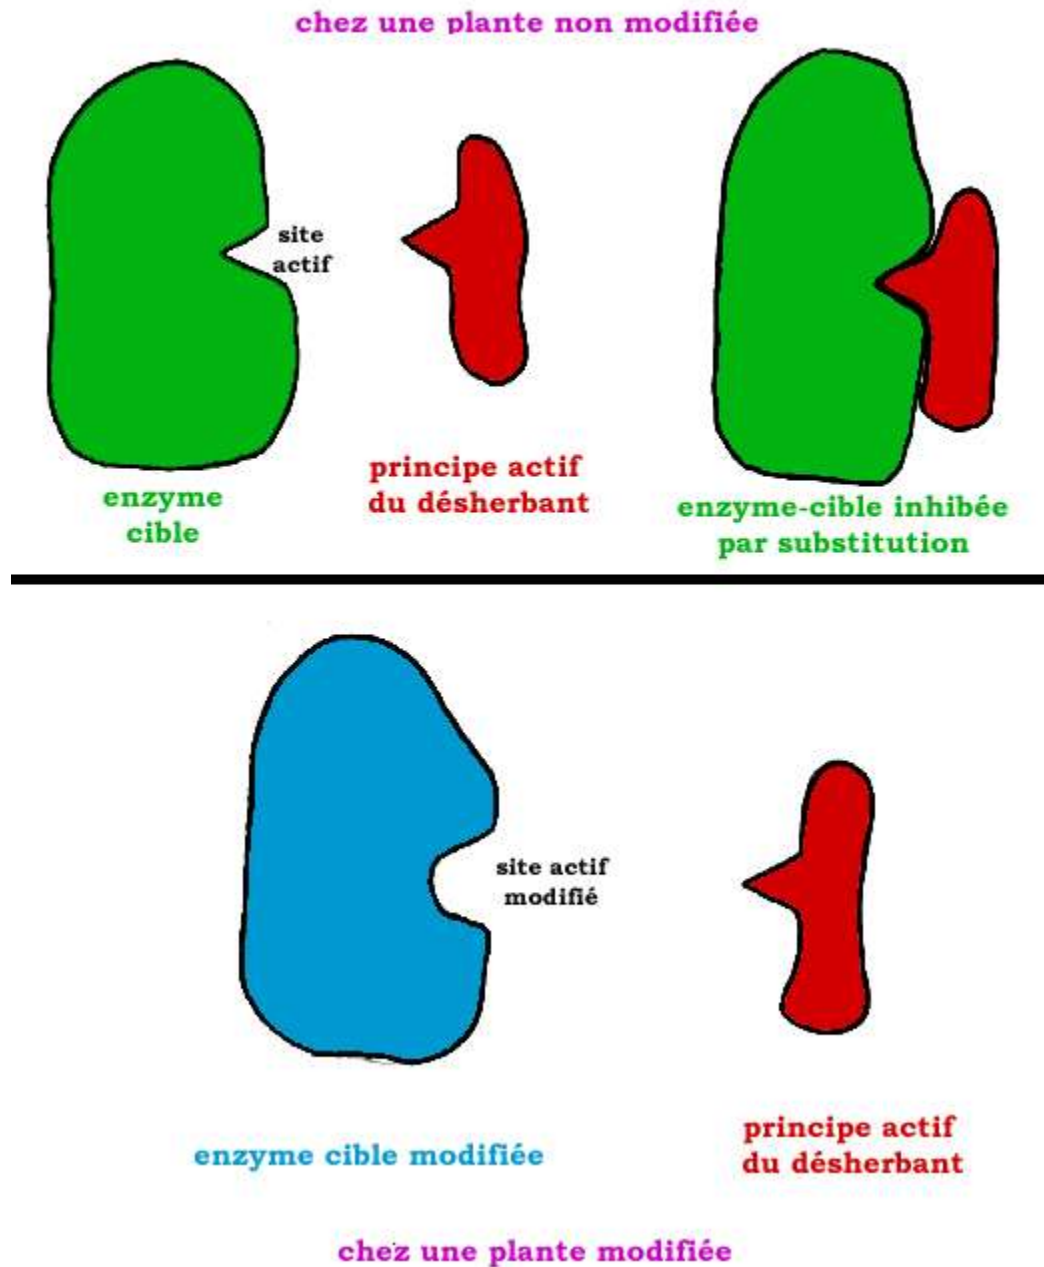 chez une plante non modifiée
site
actif
enzyme
cible
principe actif
du désherbant
enzyme-cible inhibée
par substitution
site actif
modifié
enzyme cible modifiée
principe actif
du désherbant
chez une plante modifiée